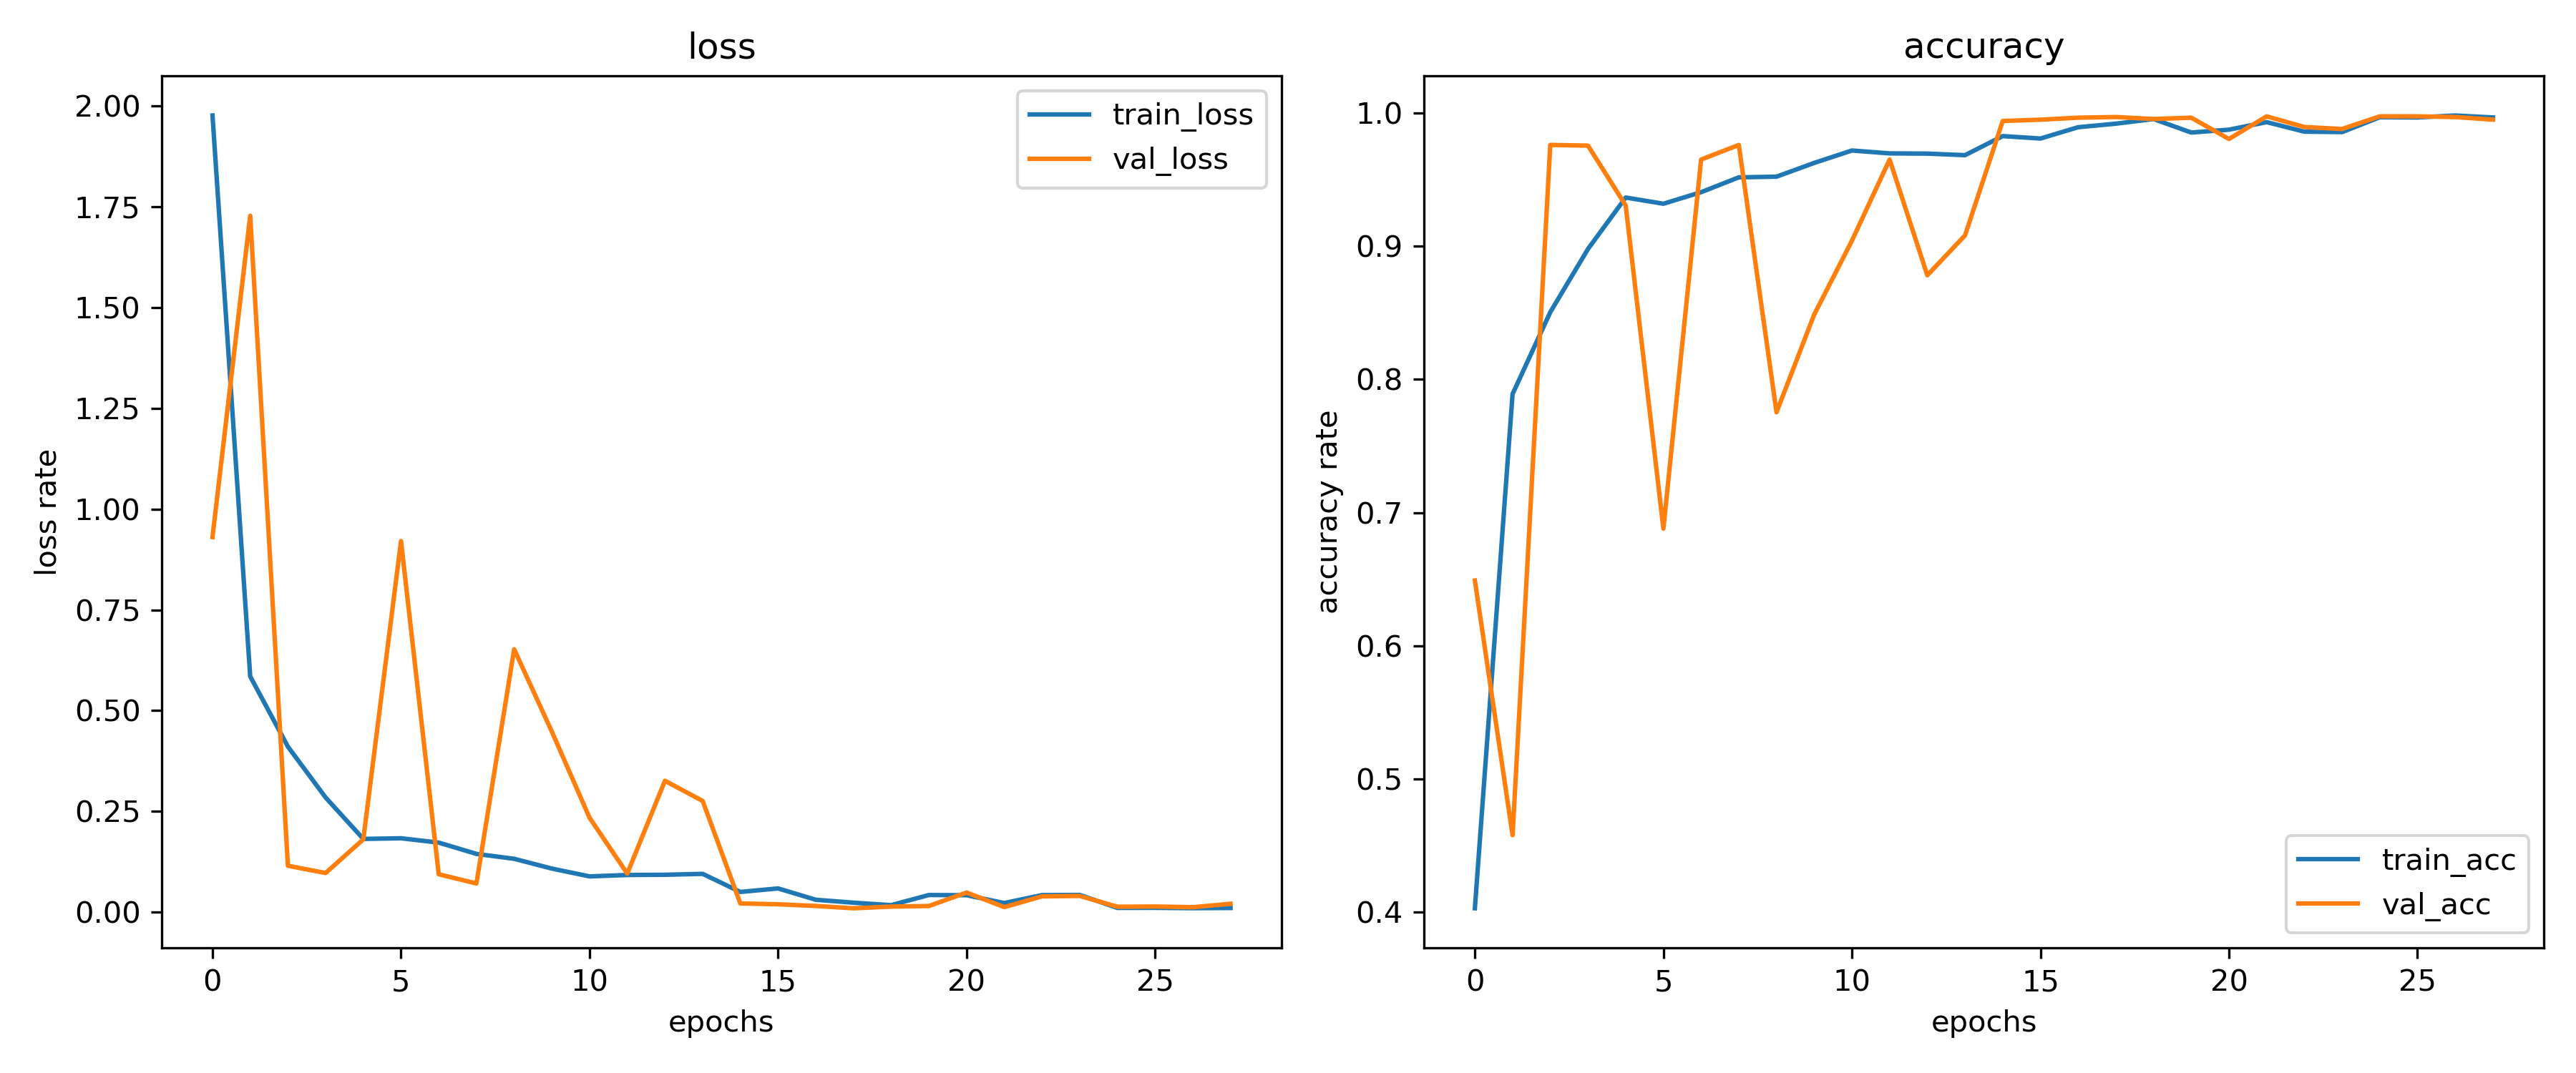 loss
2.00
1.75
1.50
1.25
1.00
0.75
0.50
0.25
0.00
loss rate
0 5 10 15 20 25
epochs
train_loss
val_loss
accuracy
1.0
0.9
0.8
0.7
0.6
0.5
0.4
accuracy rate
0 5 10 15 20 25
epochs
train_acc
val_acc